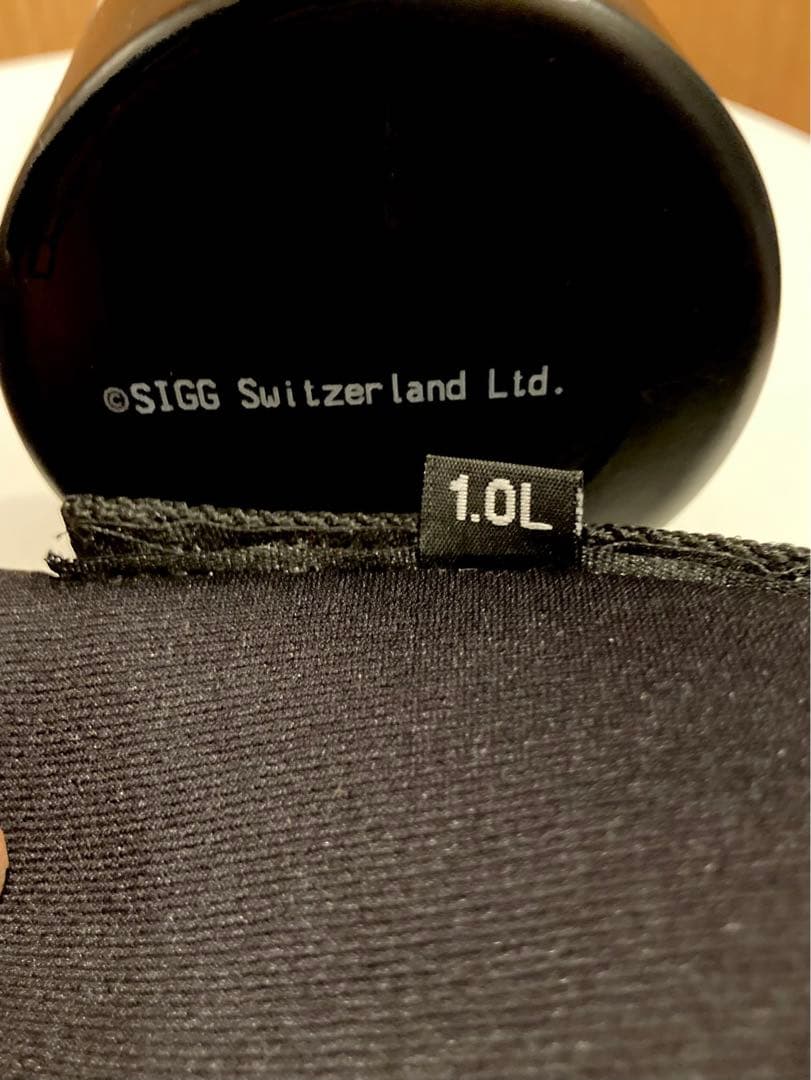 ©SIGG Switzerland Ltd.
1.0L